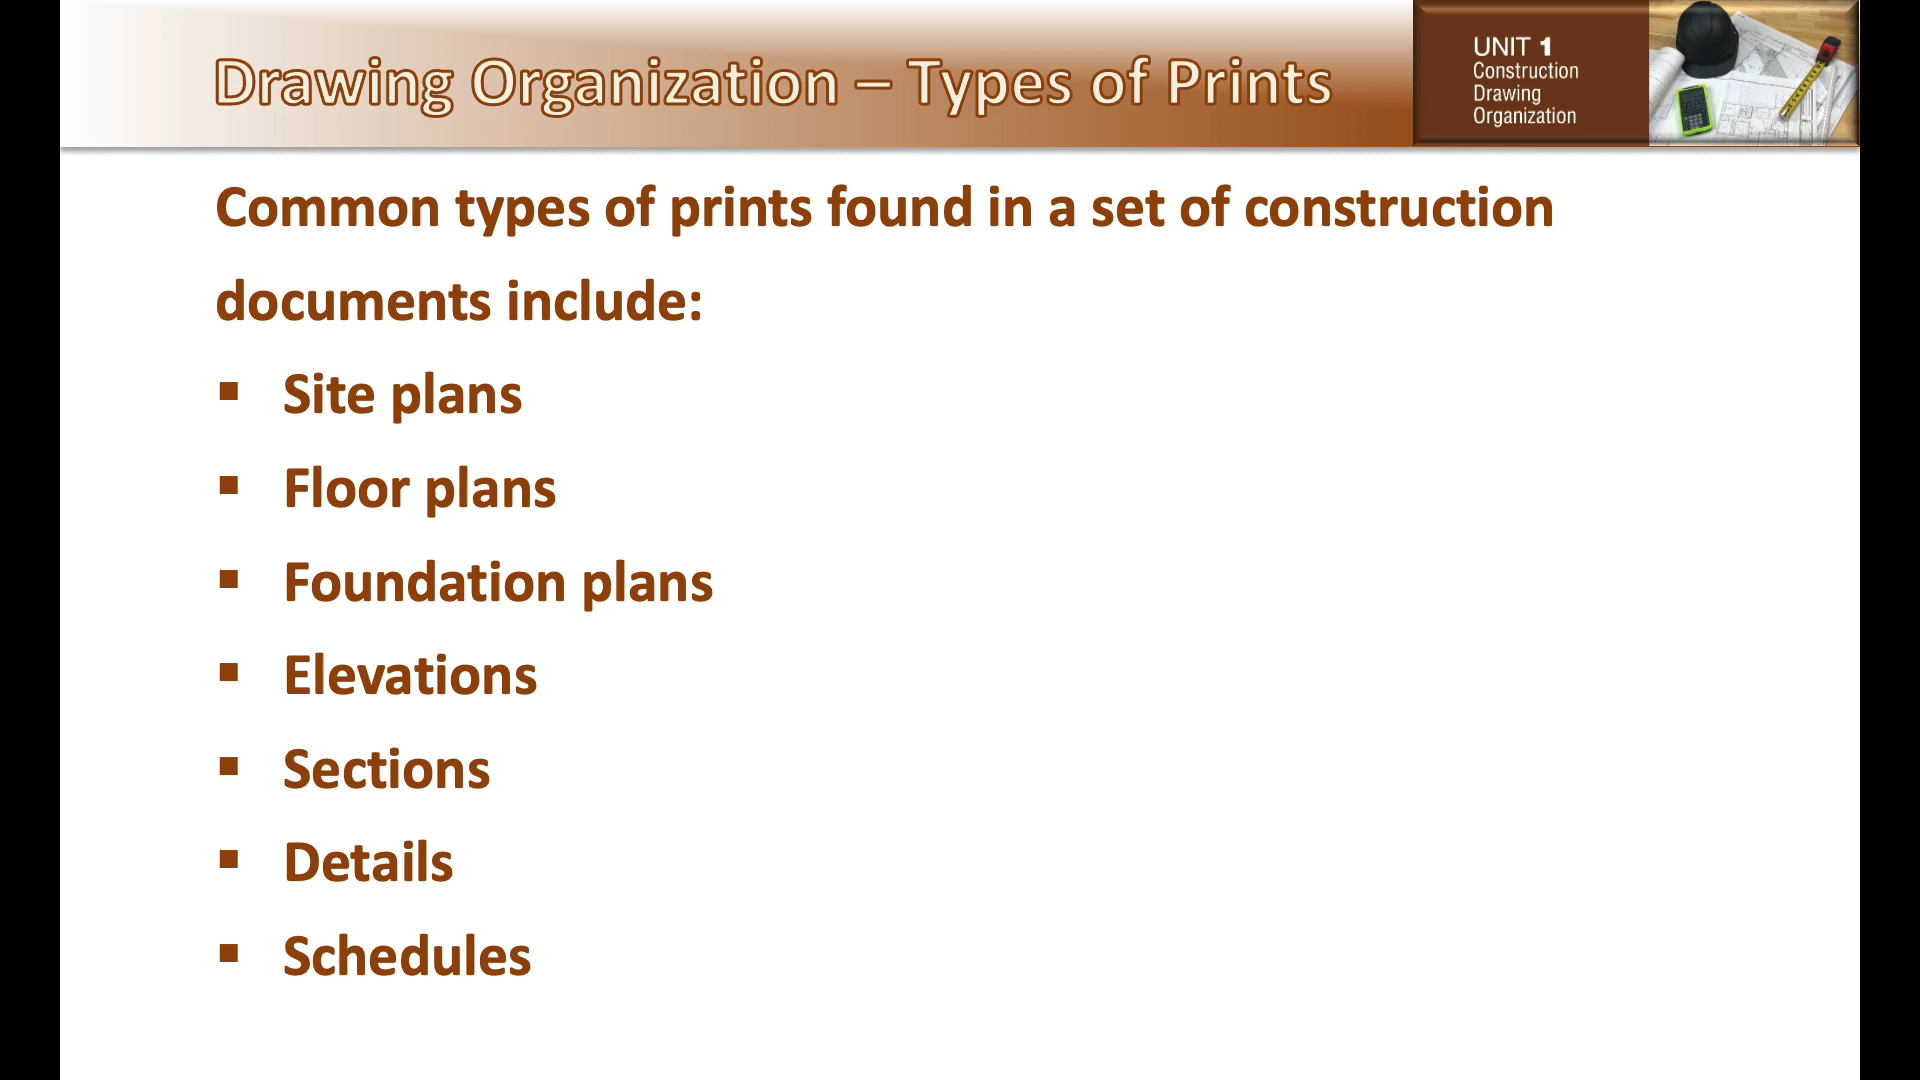 Drawing Organization – Types of Prints
UNIT 1
Construction
Drawing
Organization
Common types of prints found in a set of construction
documents include:
▪ Site plans
▪ Floor plans
▪ Foundation plans
▪ Elevations
▪ Sections
▪ Details
▪ Schedules